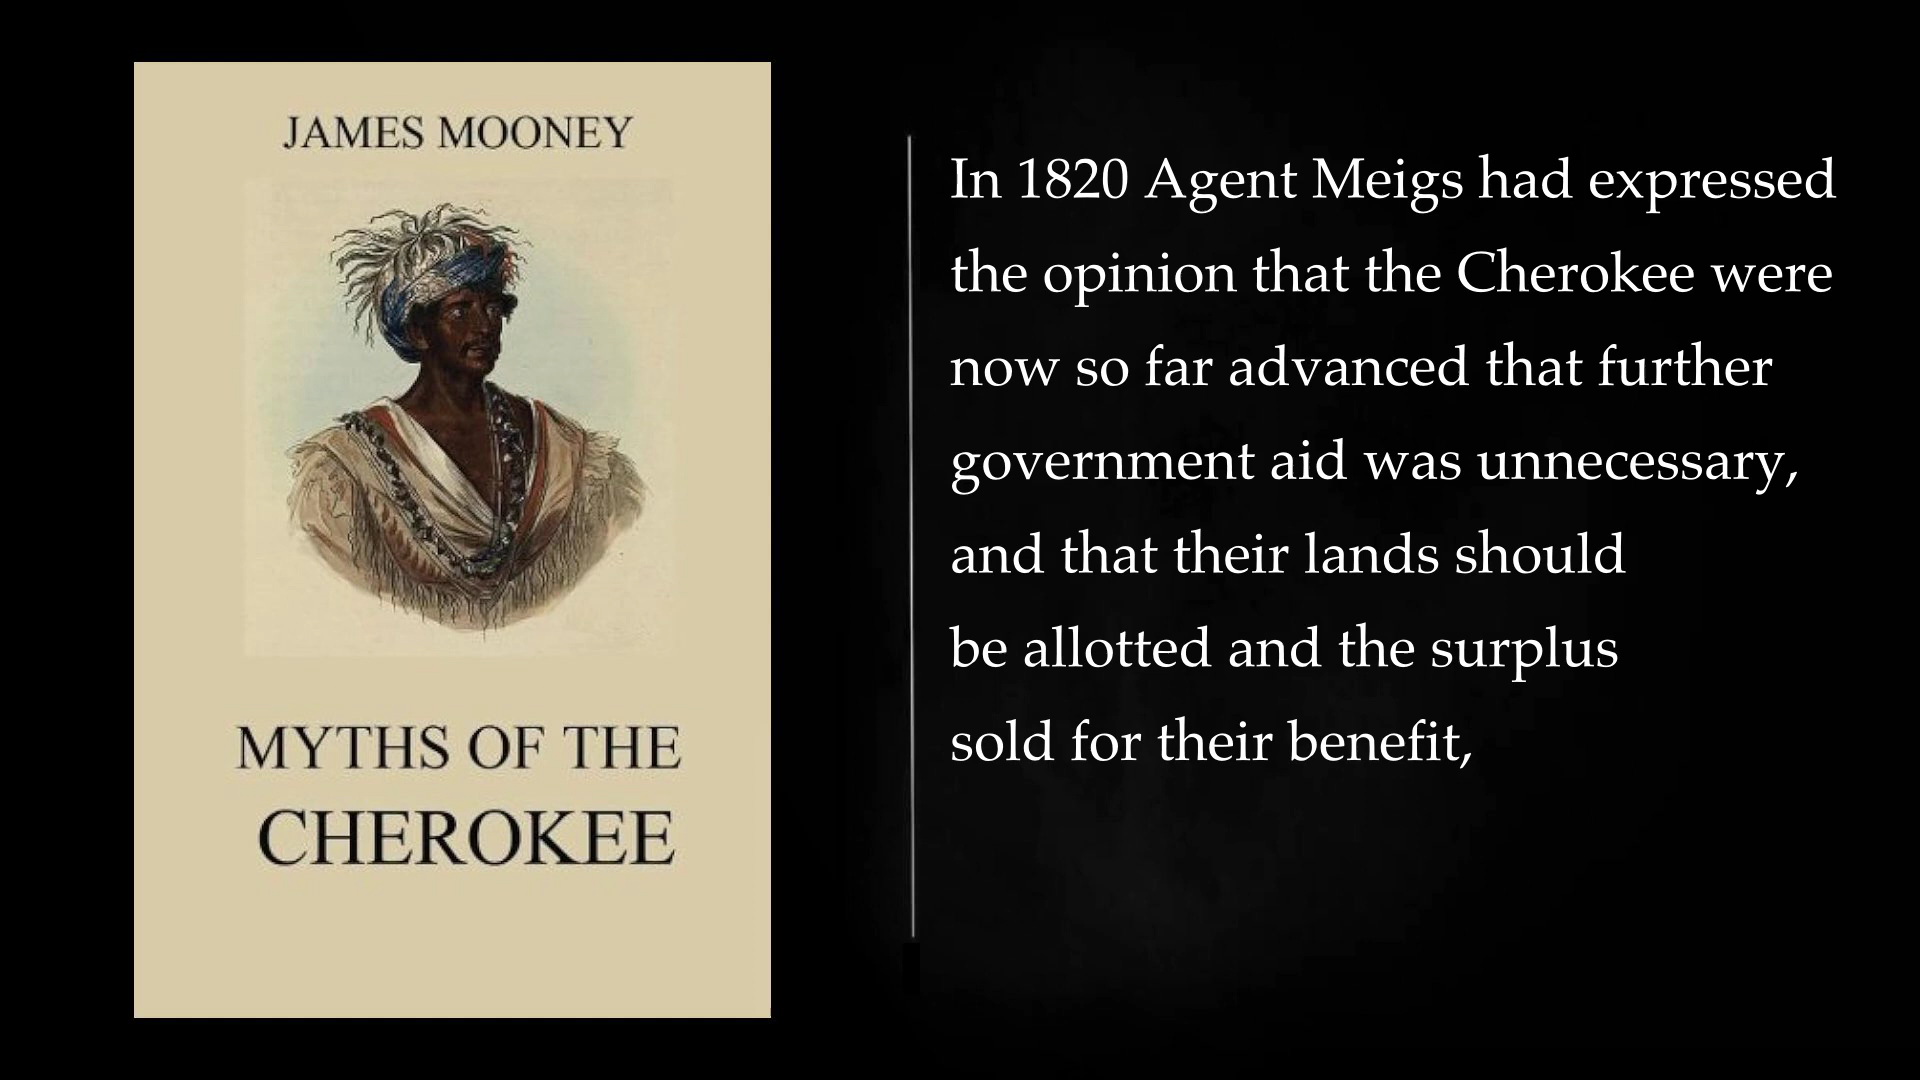 JAMES MOONEY
MYTHS OF THE
CHEROKEE
In 1820 Agent Meigs had expressed
the opinion that the Cherokee were
now so far advanced that further
government aid was unnecessary,
and that their lands should
be allotted and the surplus
sold for their benefit,